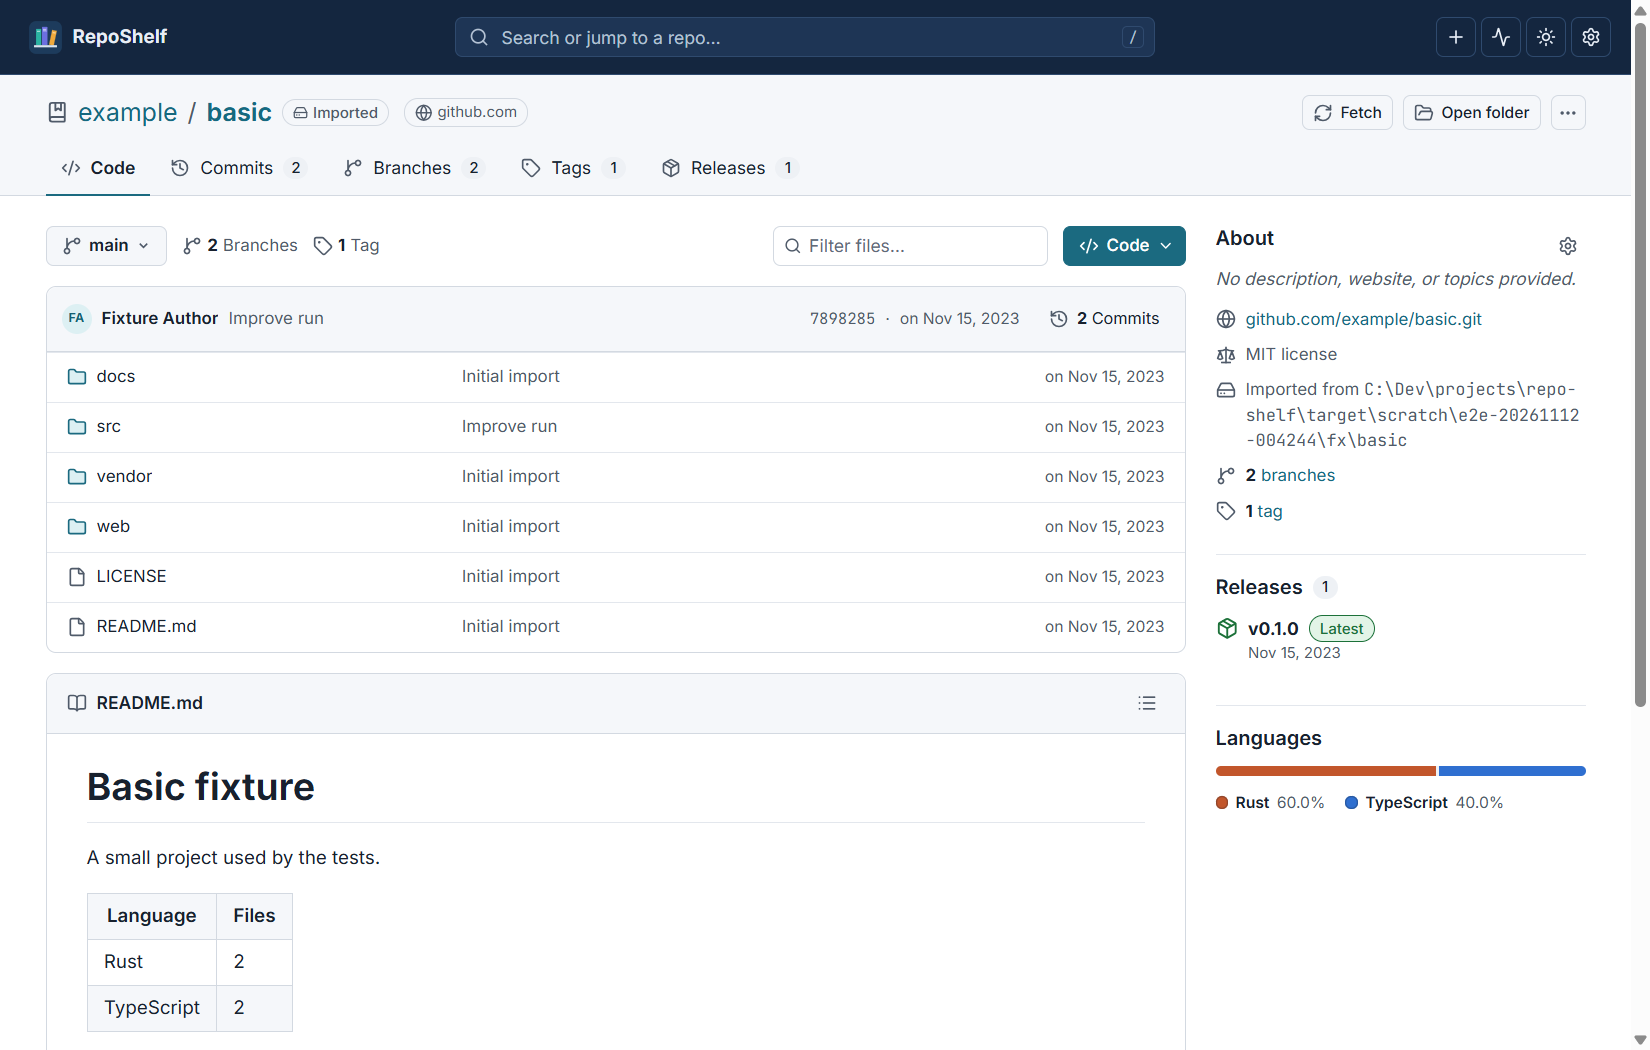 RepoShelf
Search or jump to a repo... /
example / basic Imported github.com
Fetch Open folder
Code Commits 2 Branches 2 Tags 1 Releases 1
main 2 Branches 1 Tag Filter files... Code
FA Fixture Author Improve run 7898285 · on Nov 15, 2023 2 Commits
docs Initial import on Nov 15, 2023
src Improve run on Nov 15, 2023
vendor Initial import on Nov 15, 2023
web Initial import on Nov 15, 2023
LICENSE Initial import on Nov 15, 2023
README.md Initial import on Nov 15, 2023
README.md
Basic fixture
A small project used by the tests.
Language Files
Rust 2
TypeScript 2
About
No description, website, or topics provided.
github.com/example/basic.git
MIT license
Imported from C:\Dev\projects\repo-
shelf\target\scratch\e2e-20261112
-004244\fx\basic
2 branches
1 tag
Releases 1
v0.1.0 Latest
Nov 15, 2023
Languages
Rust 60.0% TypeScript 40.0%